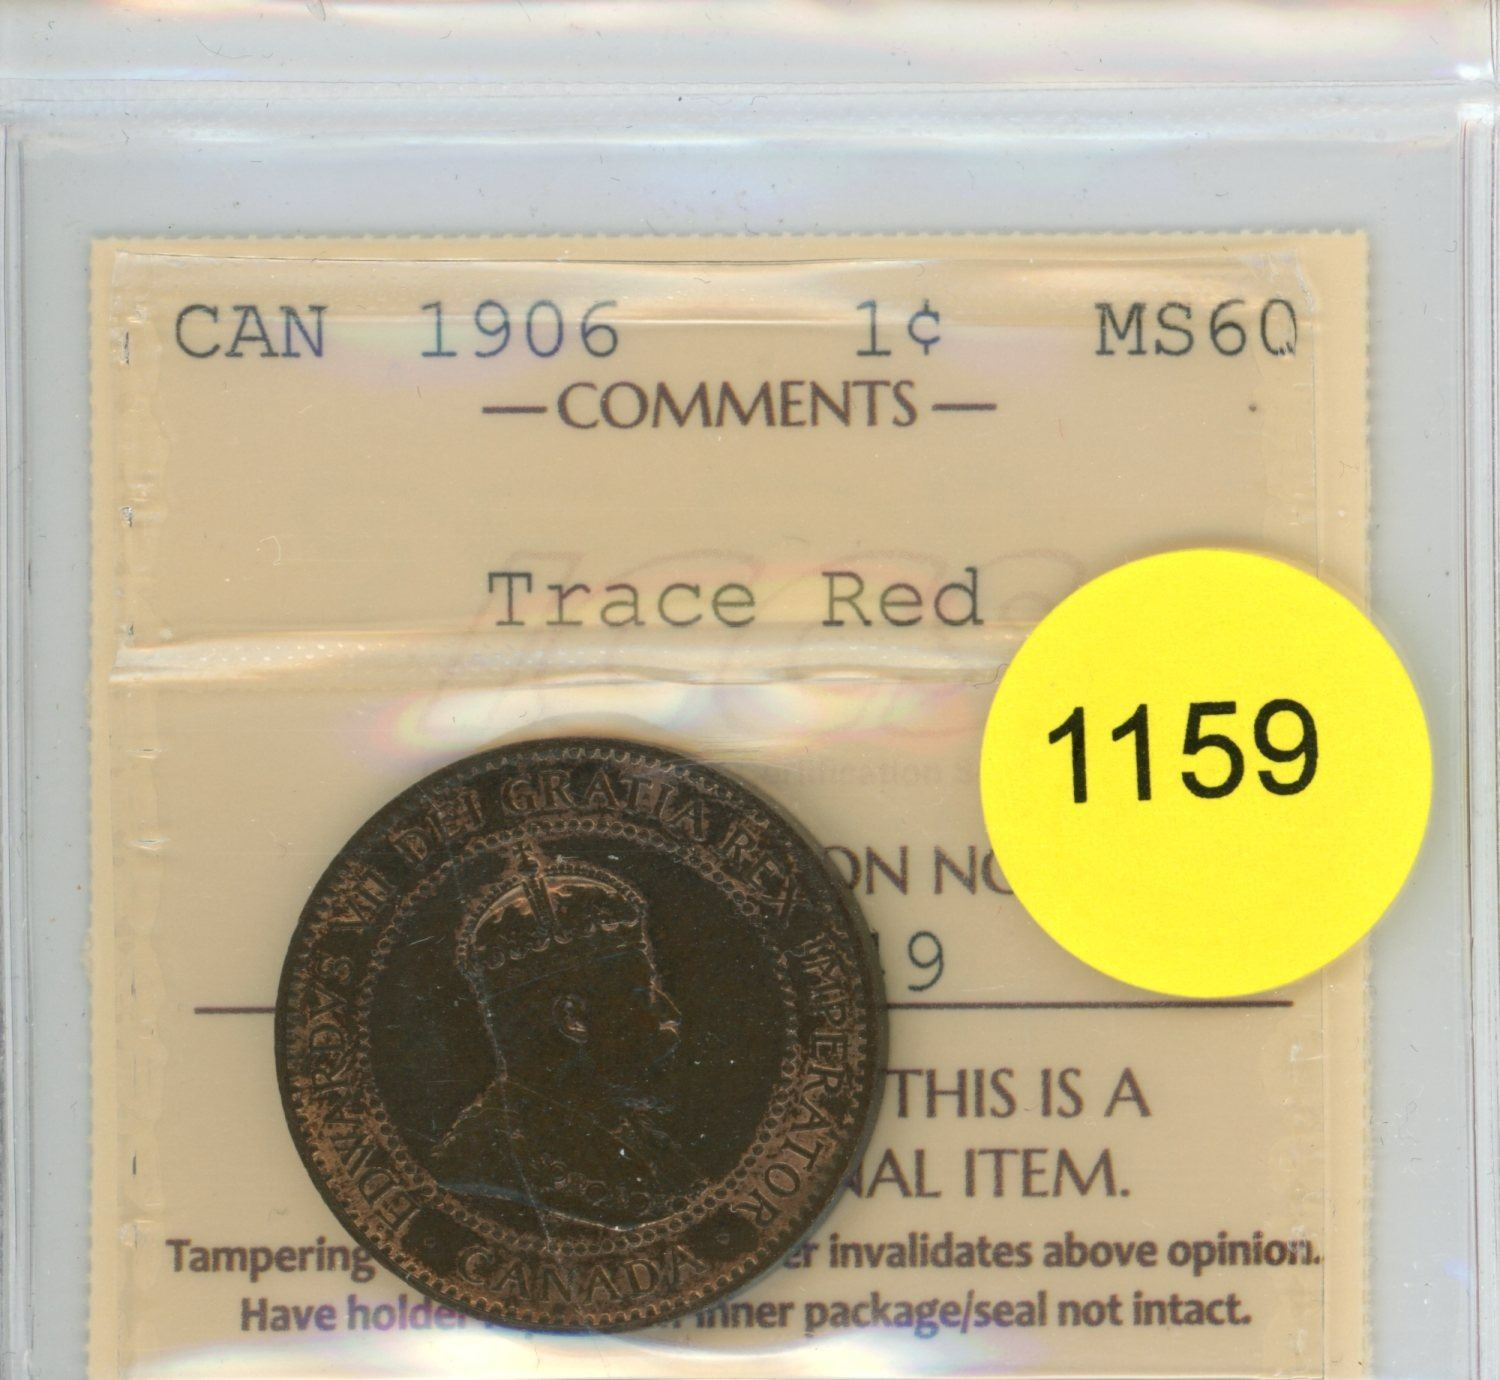 CAN 1906 1¢ MS60
— COMMENTS —
Trace Red
1159
ON NO
9
THIS IS A
NAL ITEM.
Tampering er invalidates above opinion.
Have holder inner package/seal not intact.
EDWARDVS VII DEI GRATIA REX IMPERATOR
CANADA